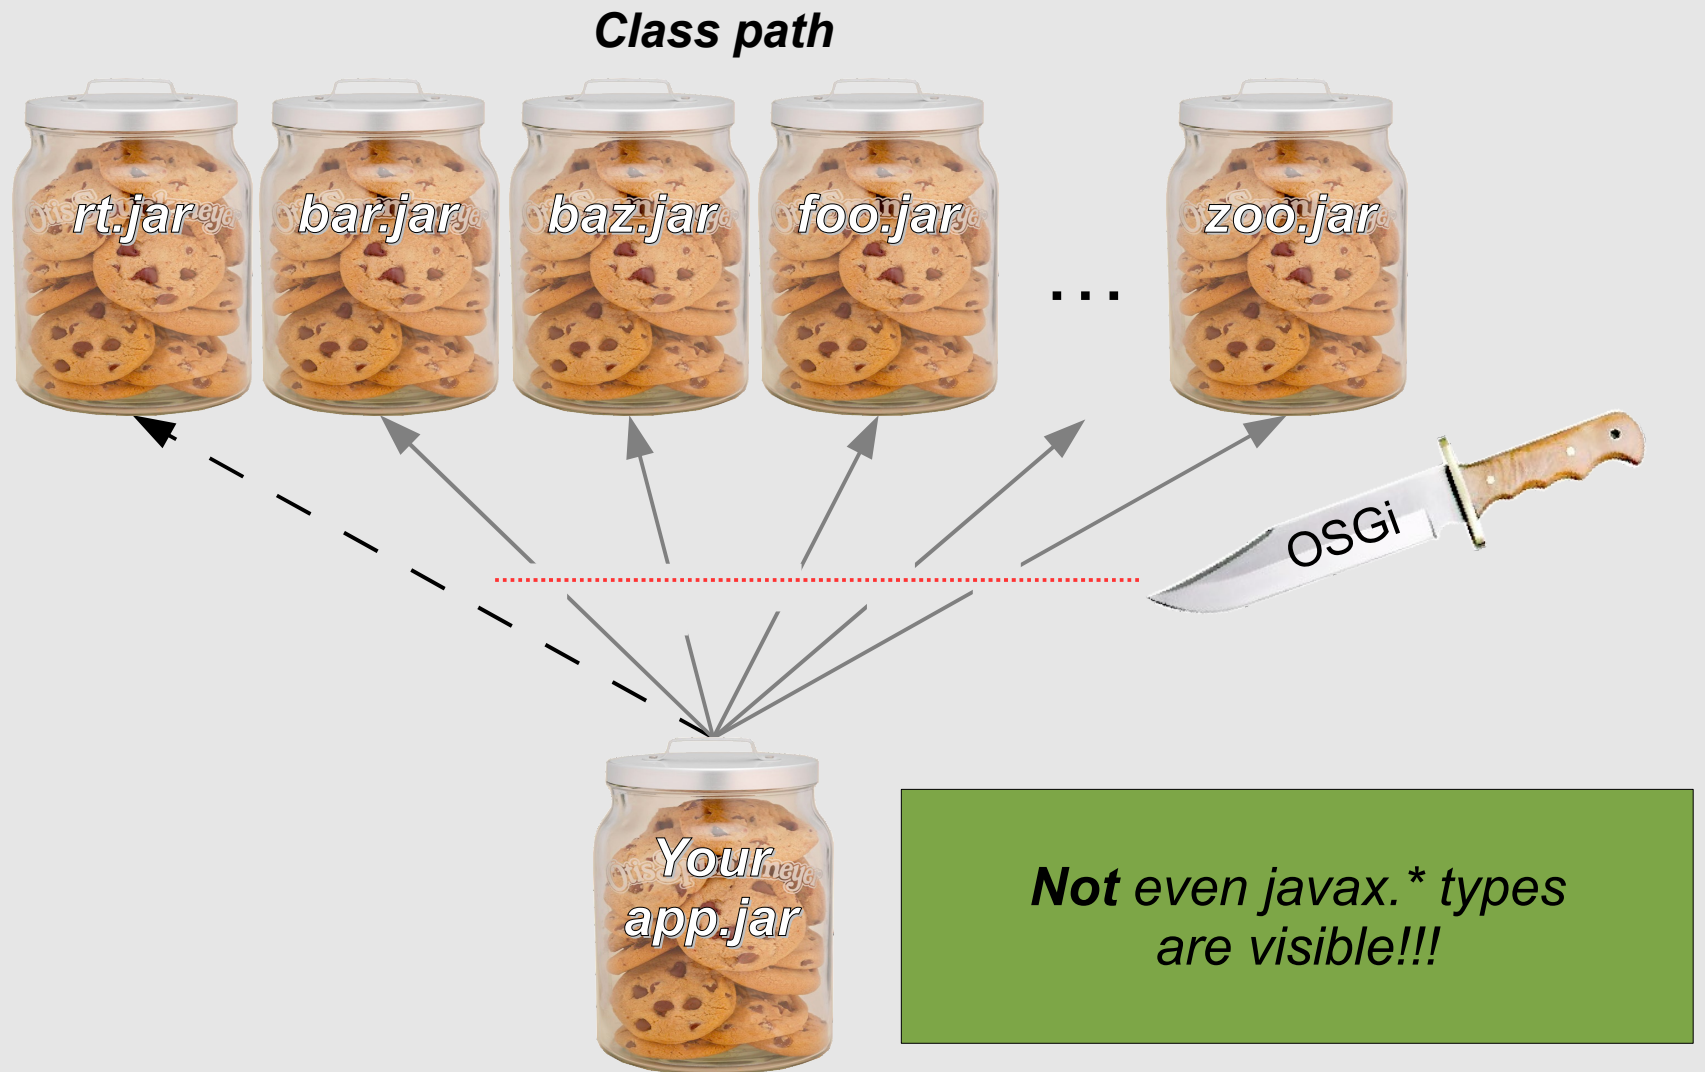 Class path
rt.jar
bar.jar
baz.jar
foo.jar
...
zoo.jar
OSGi
Your
app.jar
Not even javax.* types
are visible!!!